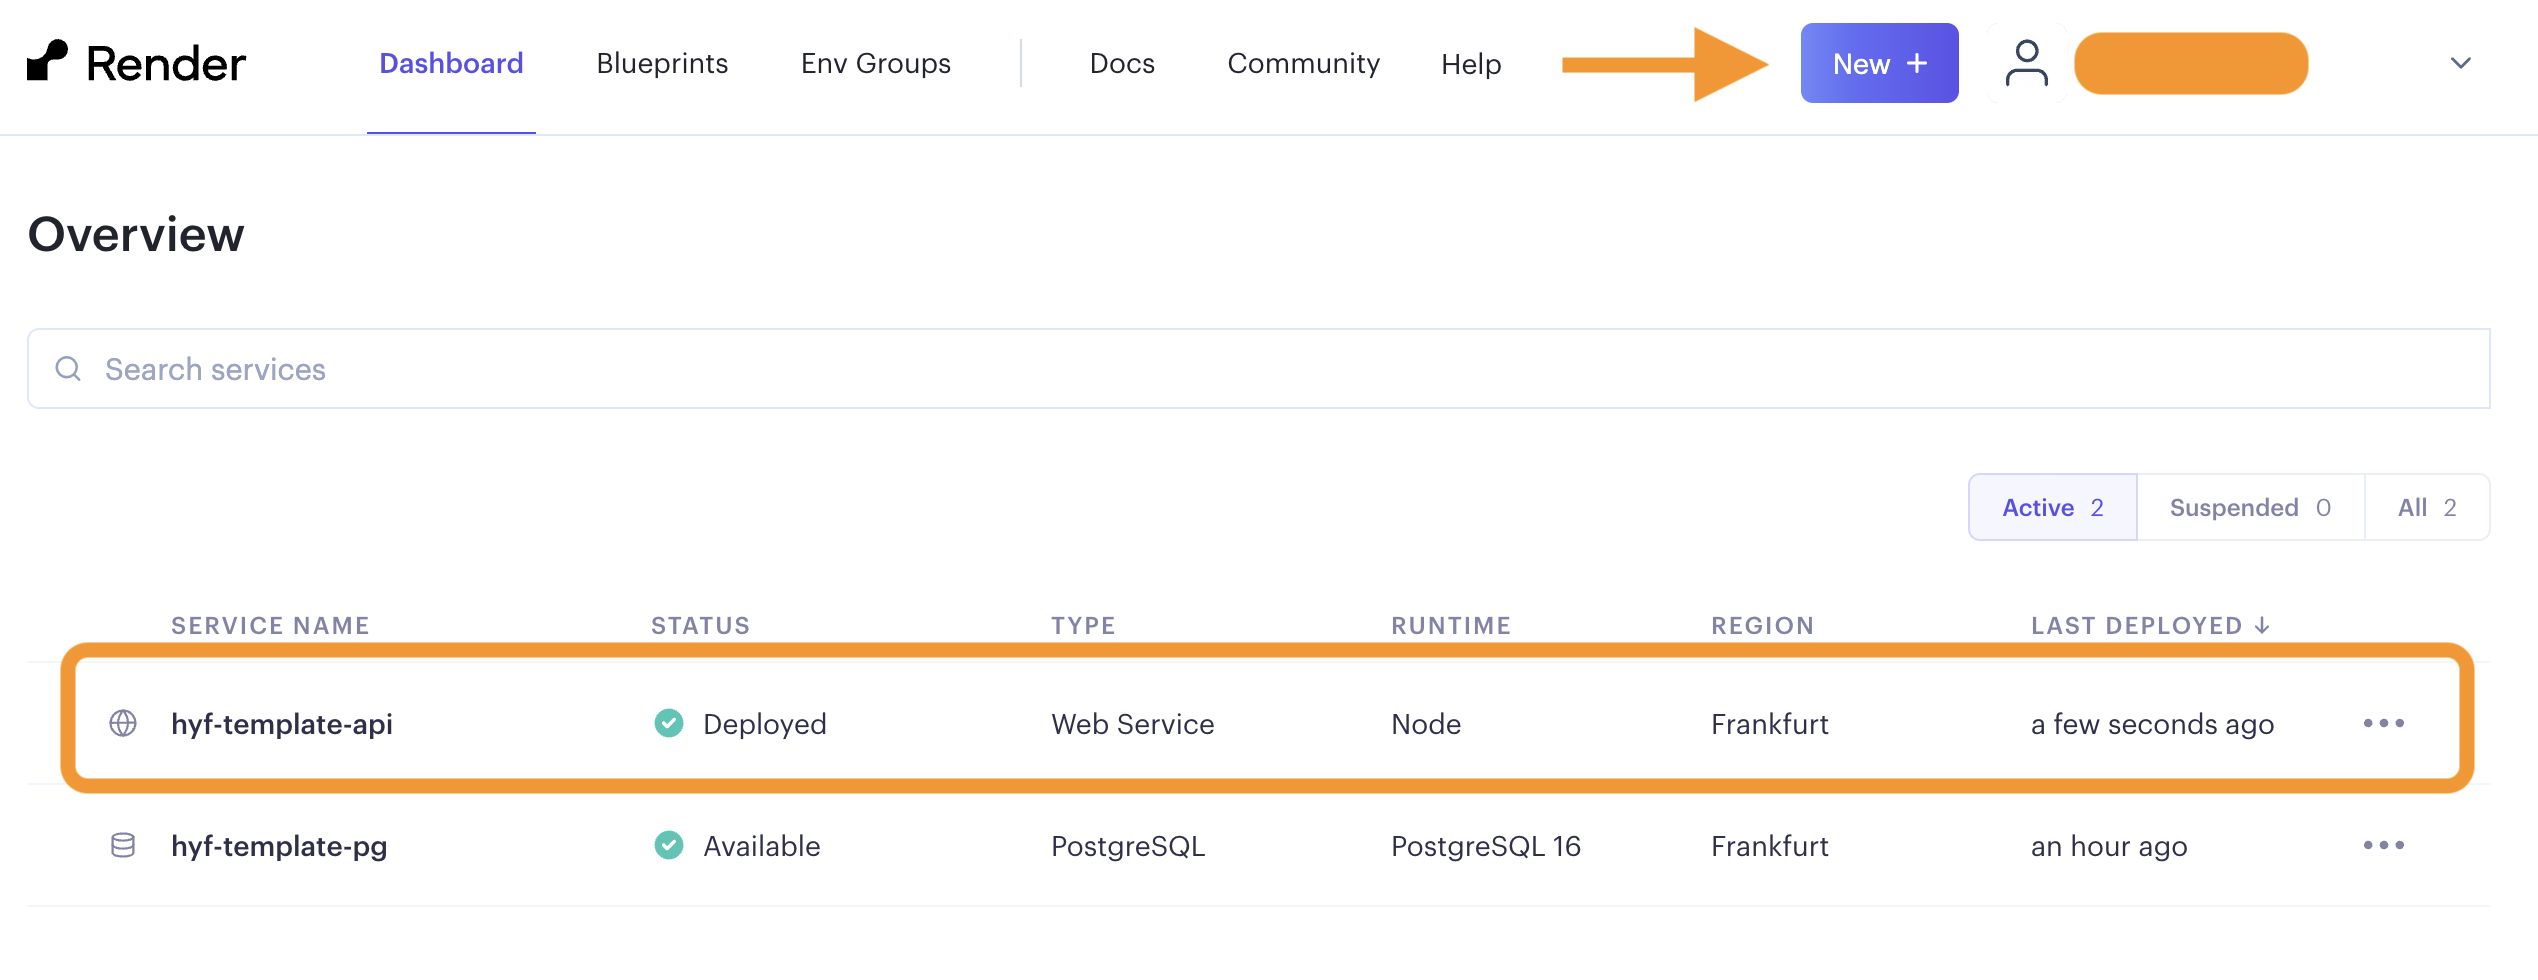 Render Dashboard Blueprints Env Groups Docs Community Help New +
Overview
Search services
Active 2 Suspended 0 All 2
SERVICE NAME STATUS TYPE RUNTIME REGION LAST DEPLOYED ↓
hyf-template-api Deployed Web Service Node Frankfurt a few seconds ago •••
hyf-template-pg Available PostgreSQL PostgreSQL 16 Frankfurt an hour ago •••